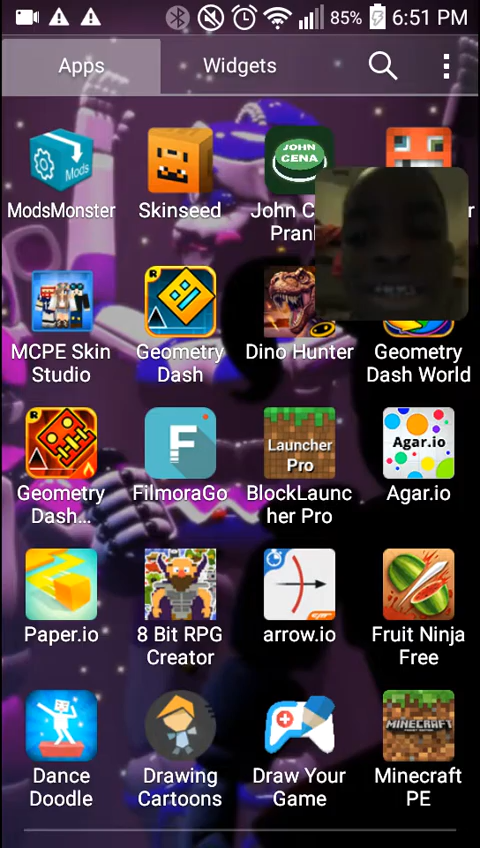 85% 6:51 PM
Apps Widgets
Mods
JOHN
CENA
ModsMonster Skinseed John C r
Pran
MCPE Skin Geometry Dino Hunter Geometry
Studio Dash Dash World
R
R
F
Launcher
Pro
Agar.io
Geometry FilmoraGo BlockLaunc Agar.io
Dash... her Pro
Paper.io 8 Bit RPG arrow.io Fruit Ninja
Creator Free
MINECRAFT
Dance Drawing Draw Your Minecraft
Doodle Cartoons Game PE